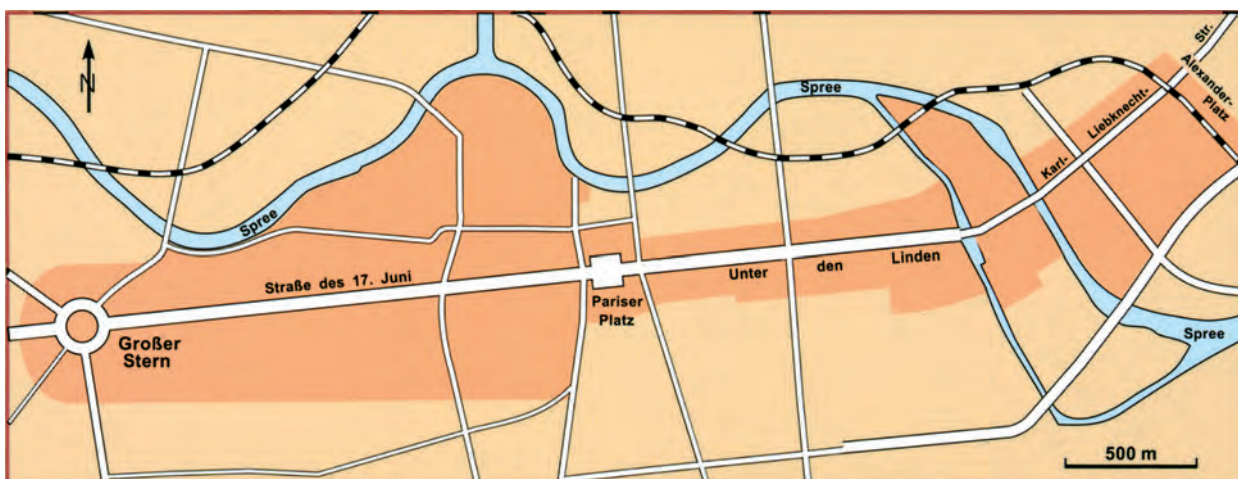 N
Spree
Straße des 17. Juni
Großer
Stern
Pariser
Platz
Unter den Linden
Spree
Karl-
Liebknecht-
Str.
Alexander-
Platz
Spree
500 m